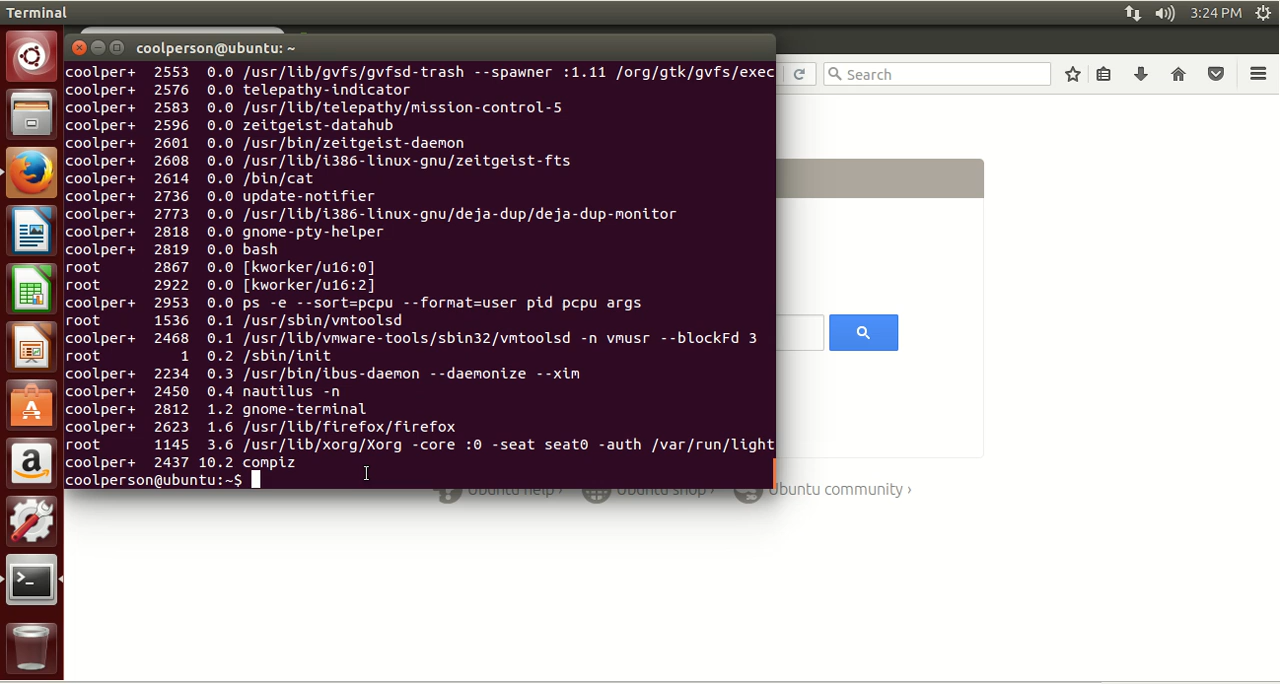 Terminal
3:24 PM
coolperson@ubuntu: ~
coolper+  2553  0.0 /usr/lib/gvfs/gvfsd-trash --spawner :1.11 /org/gtk/gvfs/exec
coolper+  2576  0.0 telepathy-indicator
coolper+  2583  0.0 /usr/lib/telepathy/mission-control-5
coolper+  2596  0.0 zeitgeist-datahub
coolper+  2601  0.0 /usr/bin/zeitgeist-daemon
coolper+  2608  0.0 /usr/lib/i386-linux-gnu/zeitgeist-fts
coolper+  2614  0.0 /bin/cat
coolper+  2736  0.0 update-notifier
coolper+  2773  0.0 /usr/lib/i386-linux-gnu/deja-dup/deja-dup-monitor
coolper+  2818  0.0 gnome-pty-helper
coolper+  2819  0.0 bash
root      2867  0.0 [kworker/u16:0]
root      2922  0.0 [kworker/u16:2]
coolper+  2953  0.0 ps -e --sort=pcpu --format=user pid pcpu args
root      1536  0.1 /usr/sbin/vmtoolsd
coolper+  2468  0.1 /usr/lib/vmware-tools/sbin32/vmtoolsd -n vmusr --blockFd 3
root         1  0.2 /sbin/init
coolper+  2234  0.3 /usr/bin/ibus-daemon --daemonize --xim
coolper+  2450  0.4 nautilus -n
coolper+  2812  1.2 gnome-terminal
coolper+  2623  1.6 /usr/lib/firefox/firefox
root      1145  3.6 /usr/lib/xorg/Xorg -core :0 -seat seat0 -auth /var/run/light
coolper+  2437 10.2 compiz
coolperson@ubuntu:~$
Search
Ubuntu help › Ubuntu shop › Ubuntu community ›
a